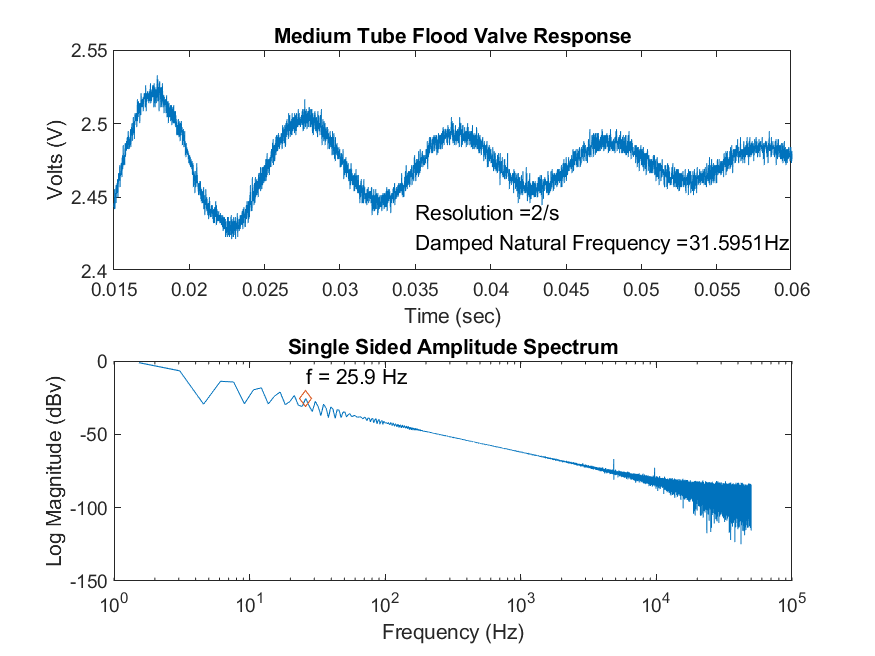 Medium Tube Flood Valve Response
2.55
2.5
2.45
2.4
Volts (V)
Resolution =2/s
Damped Natural Frequency =31.5951Hz
0.015 0.02 0.025 0.03 0.035 0.04 0.045 0.05 0.055 0.06
Time (sec)
Single Sided Amplitude Spectrum
0
-50
-100
-150
Log Magnitude (dBv)
f = 25.9 Hz
10^0 10^1 10^2 10^3 10^4 10^5
Frequency (Hz)